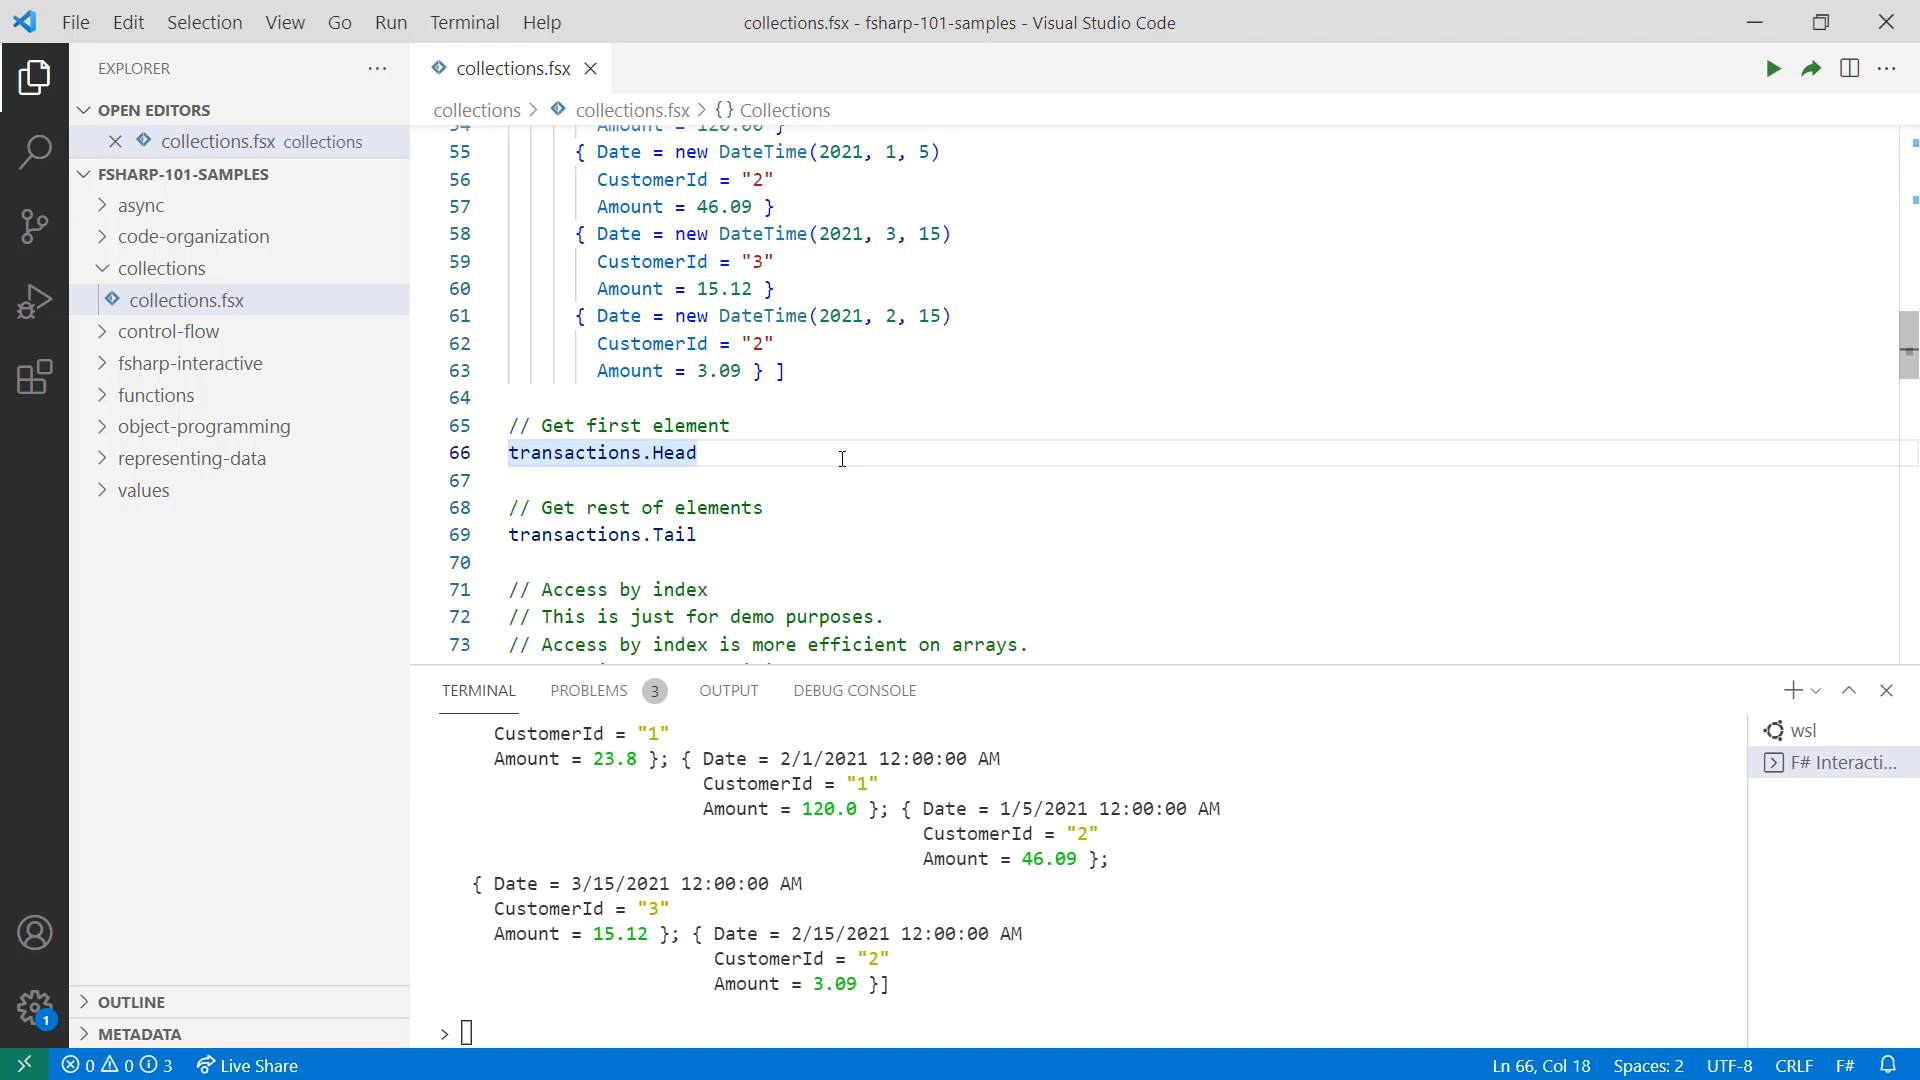 File Edit Selection View Go Run Terminal Help
collections.fsx - fsharp-101-samples - Visual Studio Code
EXPLORER
OPEN EDITORS
collections.fsx collections
FSHARP-101-SAMPLES
async
code-organization
collections
collections.fsx
control-flow
fsharp-interactive
functions
object-programming
representing-data
values
OUTLINE
METADATA
collections.fsx
collections > collections.fsx > {} Collections
54 Amount = 120.00 }
55 { Date = new DateTime(2021, 1, 5)
56 CustomerId = "2"
57 Amount = 46.09 }
58 { Date = new DateTime(2021, 3, 15)
59 CustomerId = "3"
60 Amount = 15.12 }
61 { Date = new DateTime(2021, 2, 15)
62 CustomerId = "2"
63 Amount = 3.09 } ]
64
65 // Get first element
66 transactions.Head
67
68 // Get rest of elements
69 transactions.Tail
70
71 // Access by index
72 // This is just for demo purposes.
73 // Access by index is more efficient on arrays.
TERMINAL PROBLEMS 3 OUTPUT DEBUG CONSOLE
CustomerId = "1"
Amount = 23.8 }; { Date = 2/1/2021 12:00:00 AM
CustomerId = "1"
Amount = 120.0 }; { Date = 1/5/2021 12:00:00 AM
CustomerId = "2"
Amount = 46.09 };
{ Date = 3/15/2021 12:00:00 AM
CustomerId = "3"
Amount = 15.12 }; { Date = 2/15/2021 12:00:00 AM
CustomerId = "2"
Amount = 3.09 }]
>
wsl
F# Interacti...
1
0 0 3 Live Share
Ln 66, Col 18 Spaces: 2 UTF-8 CRLF F#